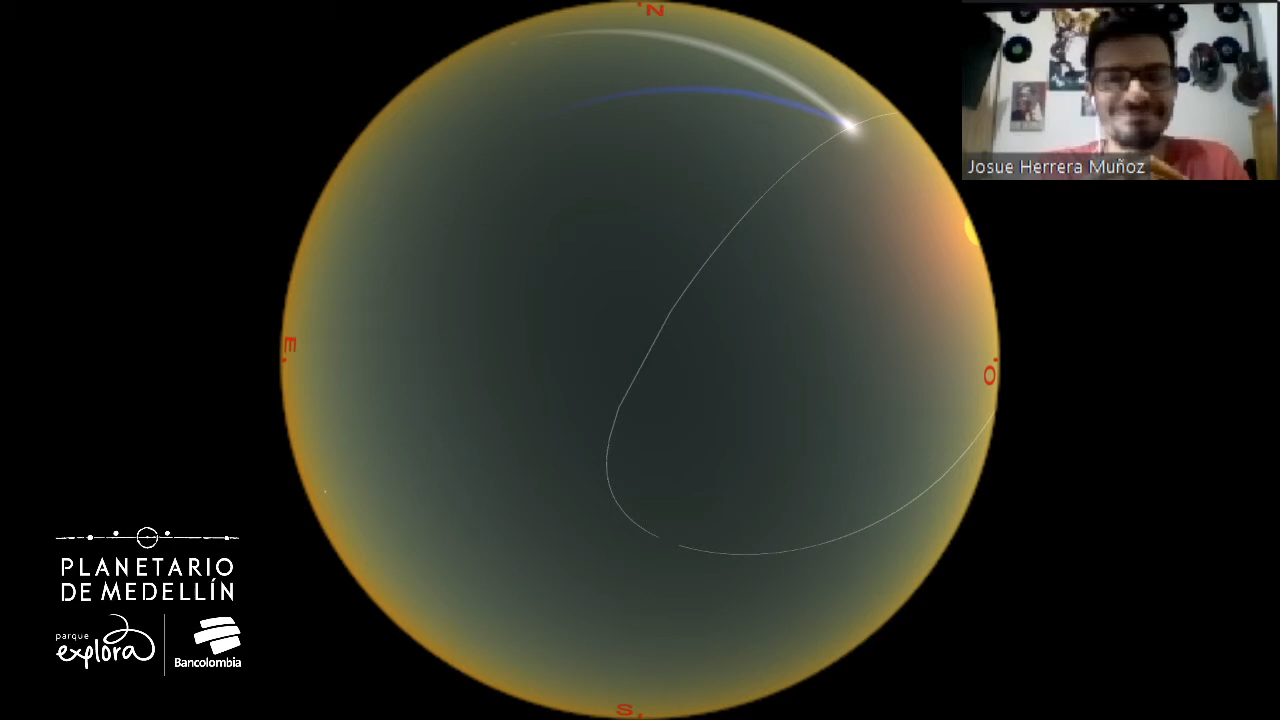 N
Josue Herrera Muñoz
E
O
PLANETARIO
DE MEDELLÍN
parque
explora
Bancolombia
S